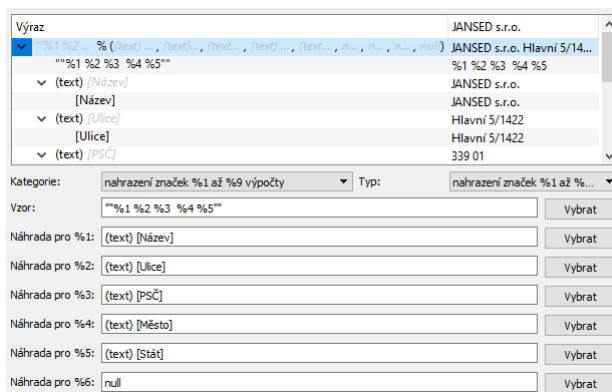 Výraz JANSED s.r.o.
""%1 %2 ... % ((text) ... , (text)... , (text... , (text) ... , (text... , n... , n... , n... , null) JANSED s.r.o. Hlavní 5/14...
""%1 %2 %3  %4 %5"" %1 %2 %3  %4 %5
(text) [Název] JANSED s.r.o.
[Název] JANSED s.r.o.
(text) [Ulice] Hlavní 5/1422
[Ulice] Hlavní 5/1422
(text) [PSČ] 339 01
Kategorie: nahrazení značek %1 až %9 výpočty Typ: nahrazení značek %1 až %...
Vzor: ""%1 %2 %3  %4 %5"" Vybrat
Náhrada pro %1: (text) [Název] Vybrat
Náhrada pro %2: (text) [Ulice] Vybrat
Náhrada pro %3: (text) [PSČ] Vybrat
Náhrada pro %4: (text) [Město] Vybrat
Náhrada pro %5: (text) [Stát] Vybrat
Náhrada pro %6: null Vybrat